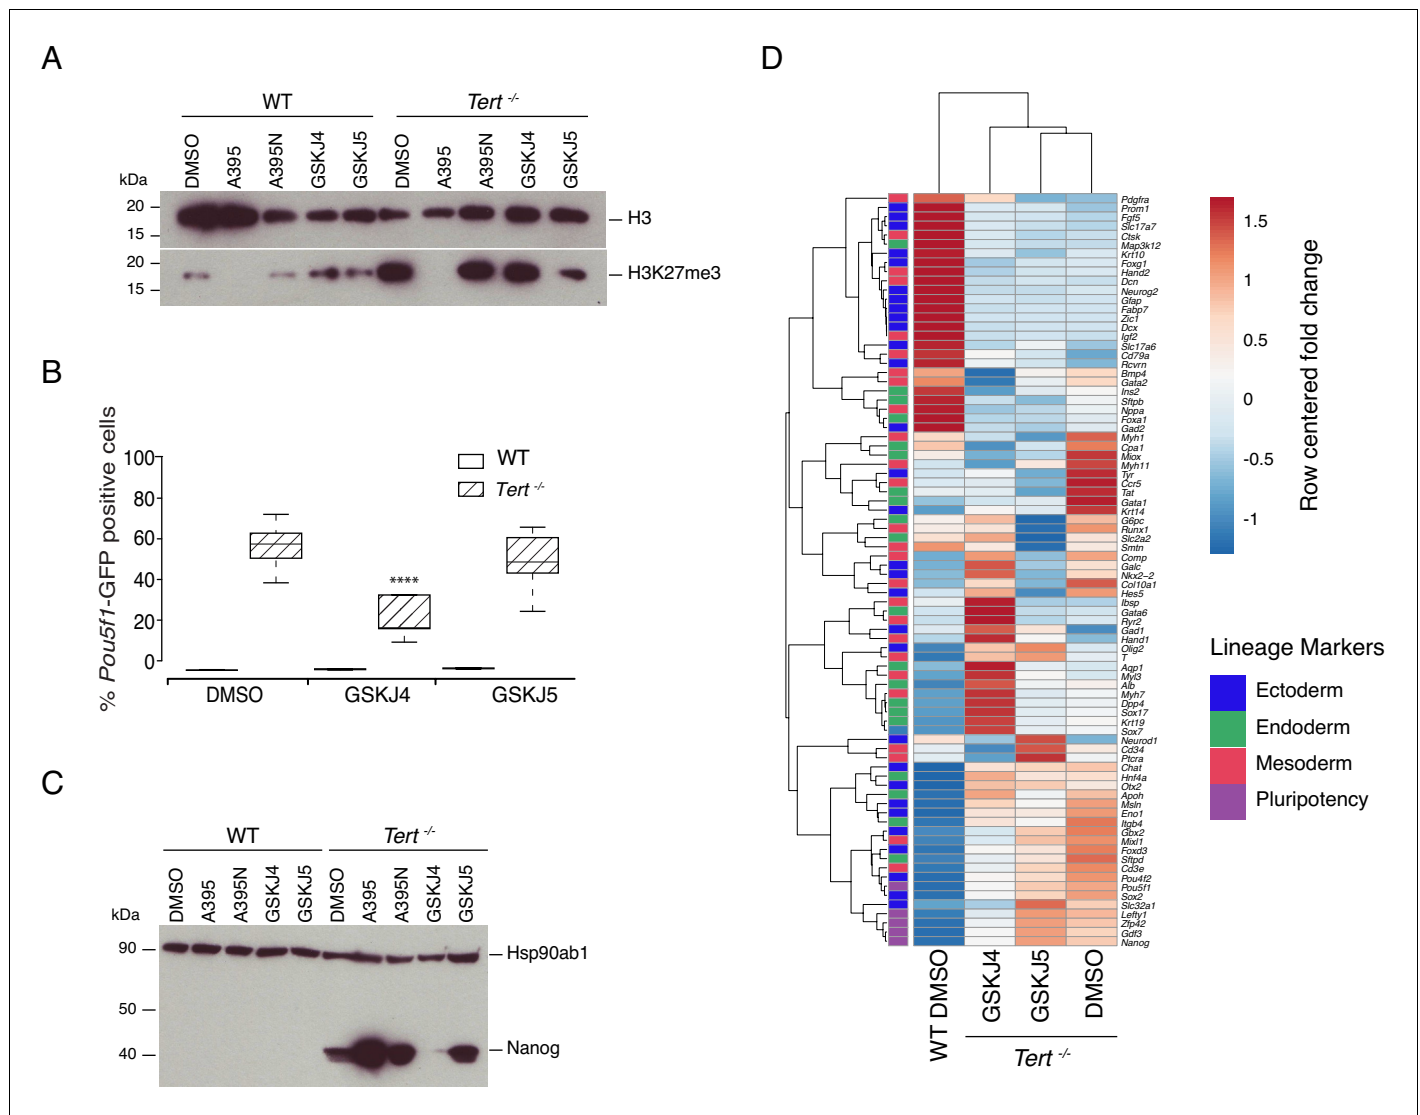 A
WT
Tert -/-
DMSO
A395
A395N
GSKJ4
GSKJ5
DMSO
A395
A395N
GSKJ4
GSKJ5
kDa
20
15
H3
20
15
H3K27me3
B
% Pou5f1-GFP positive cells
100
80
60
40
20
0
WT
Tert -/-
****
DMSO
GSKJ4
GSKJ5
C
WT
Tert -/-
DMSO
A395
A395N
GSKJ4
GSKJ5
DMSO
A395
A395N
GSKJ4
GSKJ5
kDa
90
50
40
Hsp90ab1
Nanog
D
Pdgfra
Prom1
Fgf5
Slc17a7
Ctsk
Map3k12
Krt10
Foxg1
Hand2
Dcn
Neurog2
Gfap
Fabp7
Zic1
Dcx
Igf2
Slc17a6
Cd79a
Rcvrn
Bmp4
Gata2
Ins2
Sftpb
Nppa
Foxa1
Gad2
Myh1
Cpa1
Miox
Myh11
Tyr
Ccr5
Tat
Gata1
Krt14
G6pc
Runx1
Slc2a2
Smtn
Comp
Galc
Nkx2-2
Col10a1
Hes5
Ibsp
Gata6
Ryr2
Gad1
Hand1
Olig2
T
Aqp1
Myl3
Alb
Myh7
Dpp4
Sox17
Krt19
Sox7
Neurod1
Cd34
Ptcra
Chat
Hnf4a
Otx2
Apoh
Msln
Eno1
Itgb4
Gbx2
Mixl1
Foxd3
Sftpd
Cd3e
Pou4f2
Pou5f1
Sox2
Slc32a1
Lefty1
Zfp42
Gdf3
Nanog
WT DMSO
GSKJ4
GSKJ5
DMSO
Tert -/-
1.5
1
0.5
0
-0.5
-1
Row centered fold change
Lineage Markers
Ectoderm
Endoderm
Mesoderm
Pluripotency